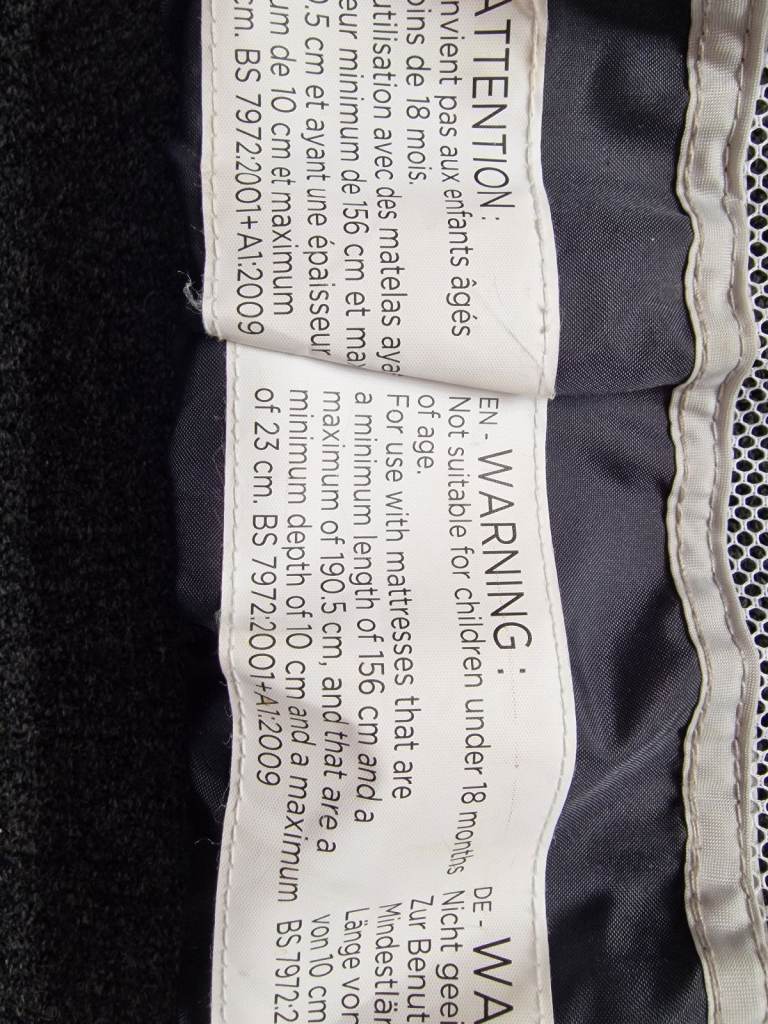 ATTENTION :
nvient pas aux enfants âgés
oins de 18 mois.
utilisation avec des matelas aya
eur minimum de 156 cm et ma
,5 cm et ayant une épaisseur
um de 10 cm et maximum
cm. BS 7972:2001+A1:2009
EN - WARNING :
Not suitable for children under 18 months
of age.
For use with mattresses that are
a minimum length of 156 cm and a
maximum of 190.5 cm, and that are a
minimum depth of 10 cm and a maximum
of 23 cm. BS 7972:2001+A1:2009
DE - WA
Nicht geei
Zur Benut
Mindestlän
Länge vor
von 10 cm
BS 7972:2